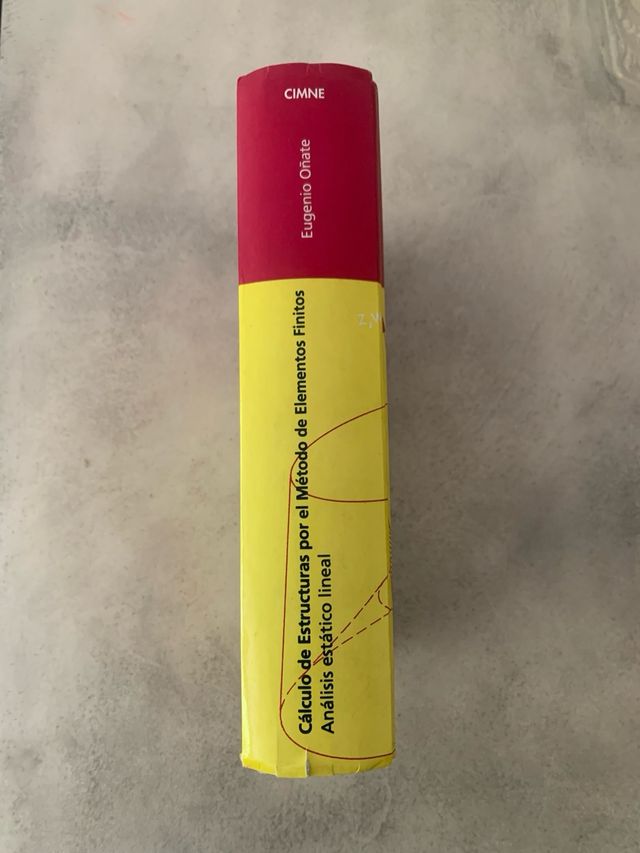 CIMNE
Eugenio Oñate
Cálculo de Estructuras por el Método de Elementos Finitos
Análisis estático lineal